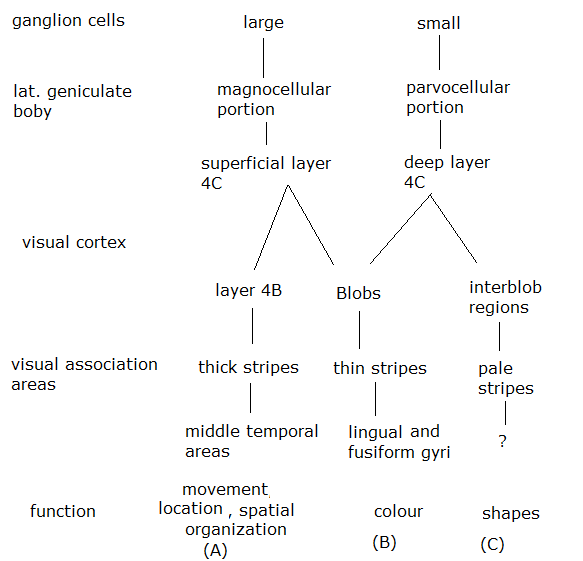 ganglion cells large small
lat. geniculate boby magnocellular portion parvocellular portion
superficial layer 4C deep layer 4C
visual cortex
layer 4B Blobs interblob regions
visual association areas thick stripes thin stripes pale stripes
middle temporal areas lingual and fusiform gyri ?
function movement, location , spatial organization (A) colour (B) shapes (C)